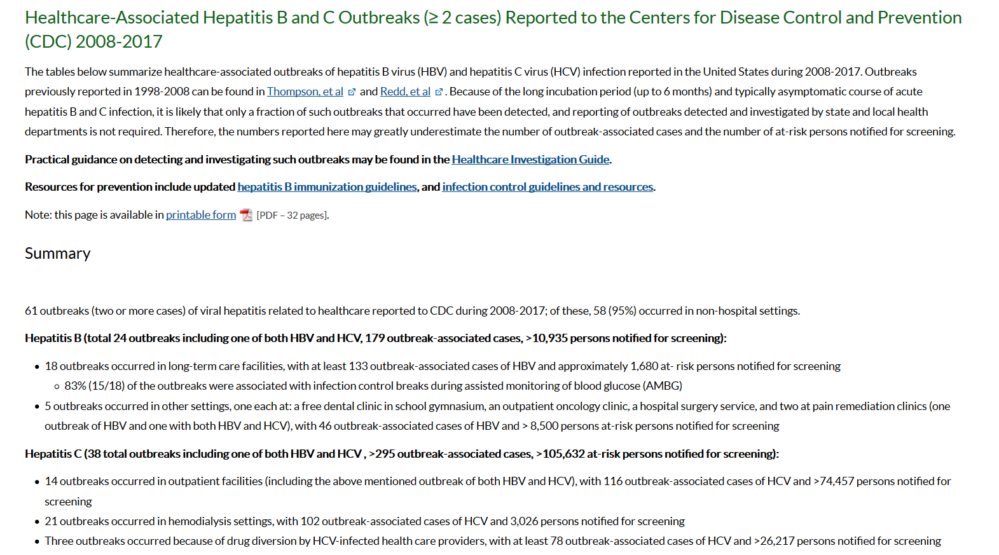 Healthcare-Associated Hepatitis B and C Outbreaks (≥ 2 cases) Reported to the Centers for Disease Control and Prevention
(CDC) 2008-2017
The tables below summarize healthcare-associated outbreaks of hepatitis B virus (HBV) and hepatitis C virus (HCV) infection reported in the United States during 2008-2017. Outbreaks
previously reported in 1998-2008 can be found in Thompson, et al and Redd, et al . Because of the long incubation period (up to 6 months) and typically asymptomatic course of acute
hepatitis B and C infection, it is likely that only a fraction of such outbreaks that occurred have been detected, and reporting of outbreaks detected and investigated by state and local health
departments is not required. Therefore, the numbers reported here may greatly underestimate the number of outbreak-associated cases and the number of at-risk persons notified for screening.
Practical guidance on detecting and investigating such outbreaks may be found in the Healthcare Investigation Guide.
Resources for prevention include updated hepatitis B immunization guidelines, and infection control guidelines and resources.
Note: this page is available in printable form [PDF – 32 pages].
Summary
61 outbreaks (two or more cases) of viral hepatitis related to healthcare reported to CDC during 2008-2017; of these, 58 (95%) occurred in non-hospital settings.
Hepatitis B (total 24 outbreaks including one of both HBV and HCV, 179 outbreak-associated cases, >10,935 persons notified for screening):
• 18 outbreaks occurred in long-term care facilities, with at least 133 outbreak-associated cases of HBV and approximately 1,680 at- risk persons notified for screening
○ 83% (15/18) of the outbreaks were associated with infection control breaks during assisted monitoring of blood glucose (AMBG)
• 5 outbreaks occurred in other settings, one each at: a free dental clinic in school gymnasium, an outpatient oncology clinic, a hospital surgery service, and two at pain remediation clinics (one
outbreak of HBV and one with both HBV and HCV), with 46 outbreak-associated cases of HBV and > 8,500 persons at-risk persons notified for screening
Hepatitis C (38 total outbreaks including one of both HBV and HCV , >295 outbreak-associated cases, >105,632 at-risk persons notified for screening):
• 14 outbreaks occurred in outpatient facilities (including the above mentioned outbreak of both HBV and HCV), with 116 outbreak-associated cases of HCV and >74,457 persons notified for
screening
• 21 outbreaks occurred in hemodialysis settings, with 102 outbreak-associated cases of HCV and 3,026 persons notified for screening
• Three outbreaks occurred because of drug diversion by HCV-infected health care providers, with at least 78 outbreak-associated cases of HCV and >26,217 persons notified for screening